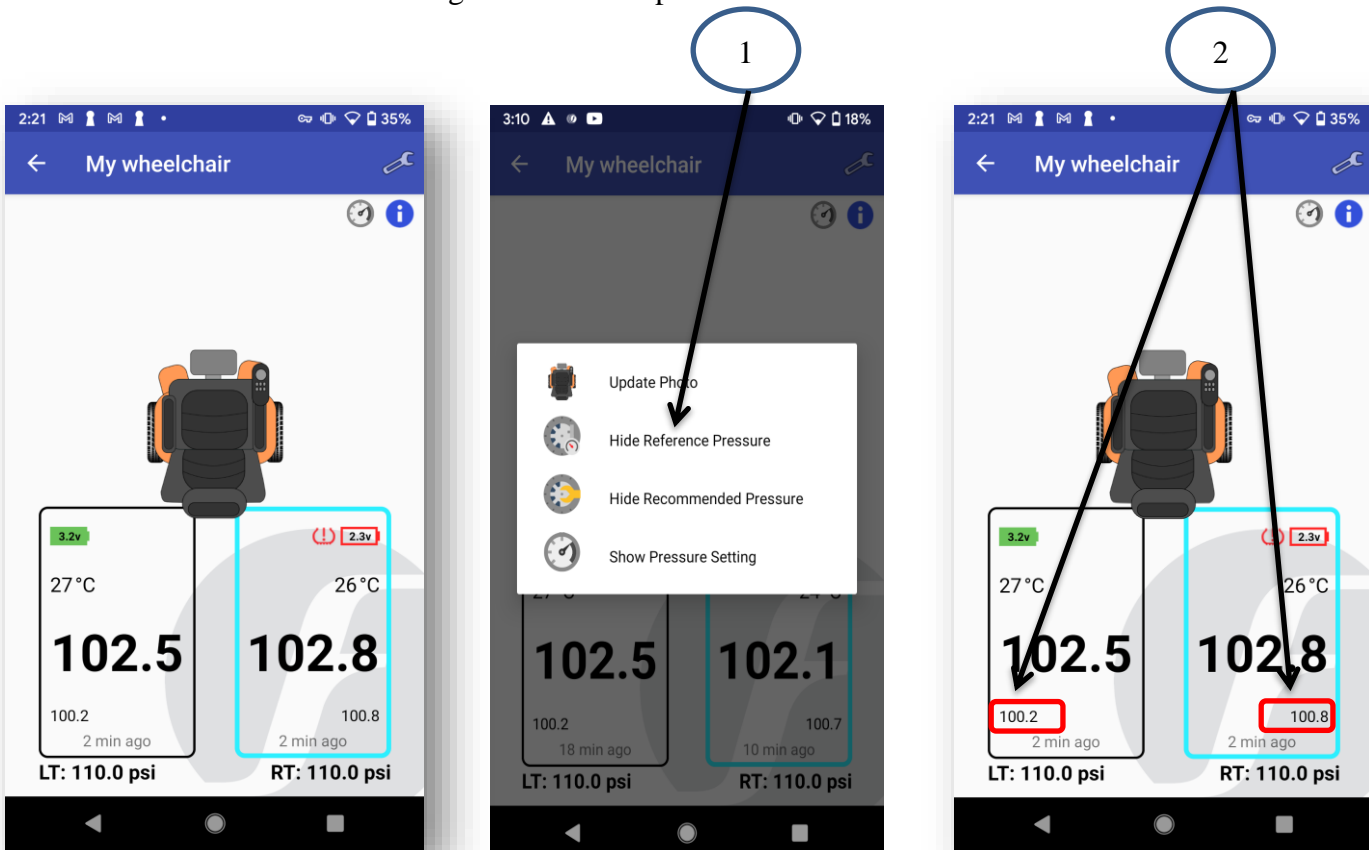 1
2
2:21
35%
My wheelchair
3.2v
2.3v
27°C
26°C
102.5
102.8
100.2
100.8
2 min ago
2 min ago
LT: 110.0 psi
RT: 110.0 psi
3:10
18%
My wheelchair
Update Photo
Hide Reference Pressure
Hide Recommended Pressure
Show Pressure Setting
102.5
102.1
100.2
100.7
18 min ago
10 min ago
LT: 110.0 psi
RT: 110.0 psi
2:21
35%
My wheelchair
3.2v
2.3v
27°C
26°C
102.5
102.8
100.2
100.8
2 min ago
2 min ago
LT: 110.0 psi
RT: 110.0 psi